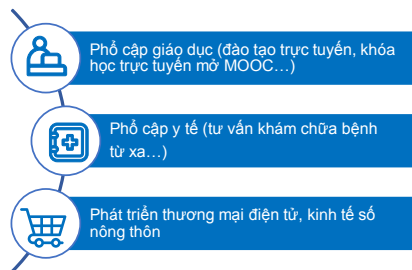 Phổ cập giáo dục (đào tạo trực tuyến, khóa
học trực tuyến mở MOOC…)
Phổ cập y tế (tư vấn khám chữa bệnh
từ xa…)
Phát triển thương mại điện tử, kinh tế số
nông thôn